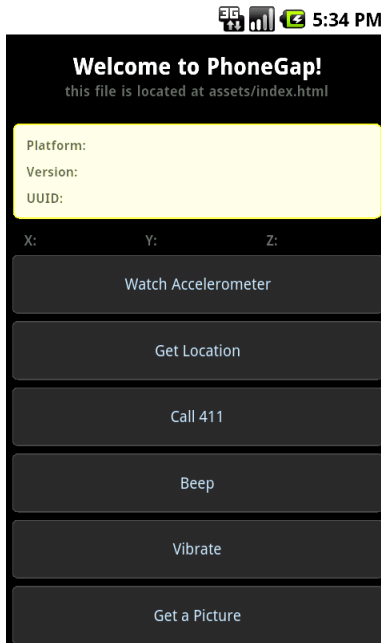 3G 5:34 PM
Welcome to PhoneGap!
this file is located at assets/index.html
Platform:
Version:
UUID:
X: Y: Z:
Watch Accelerometer
Get Location
Call 411
Beep
Vibrate
Get a Picture